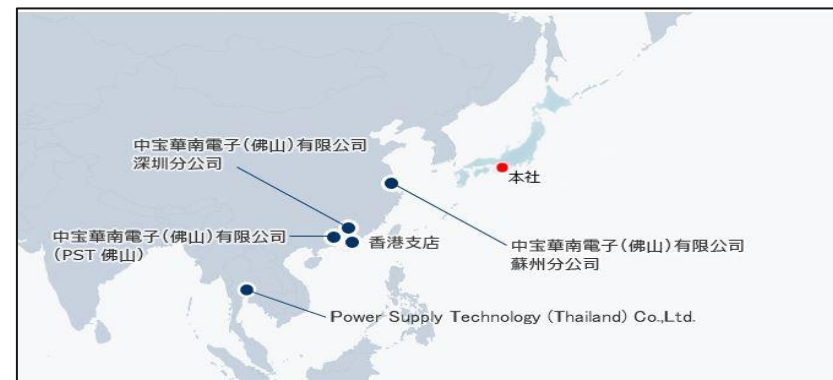 中宝華南電子(佛山)有限公司
深圳分公司
本社
中宝華南電子(佛山)有限公司
(PST 佛山)
香港支店
中宝華南電子(佛山)有限公司
蘇州分公司
Power Supply Technology (Thailand) Co.,Ltd.